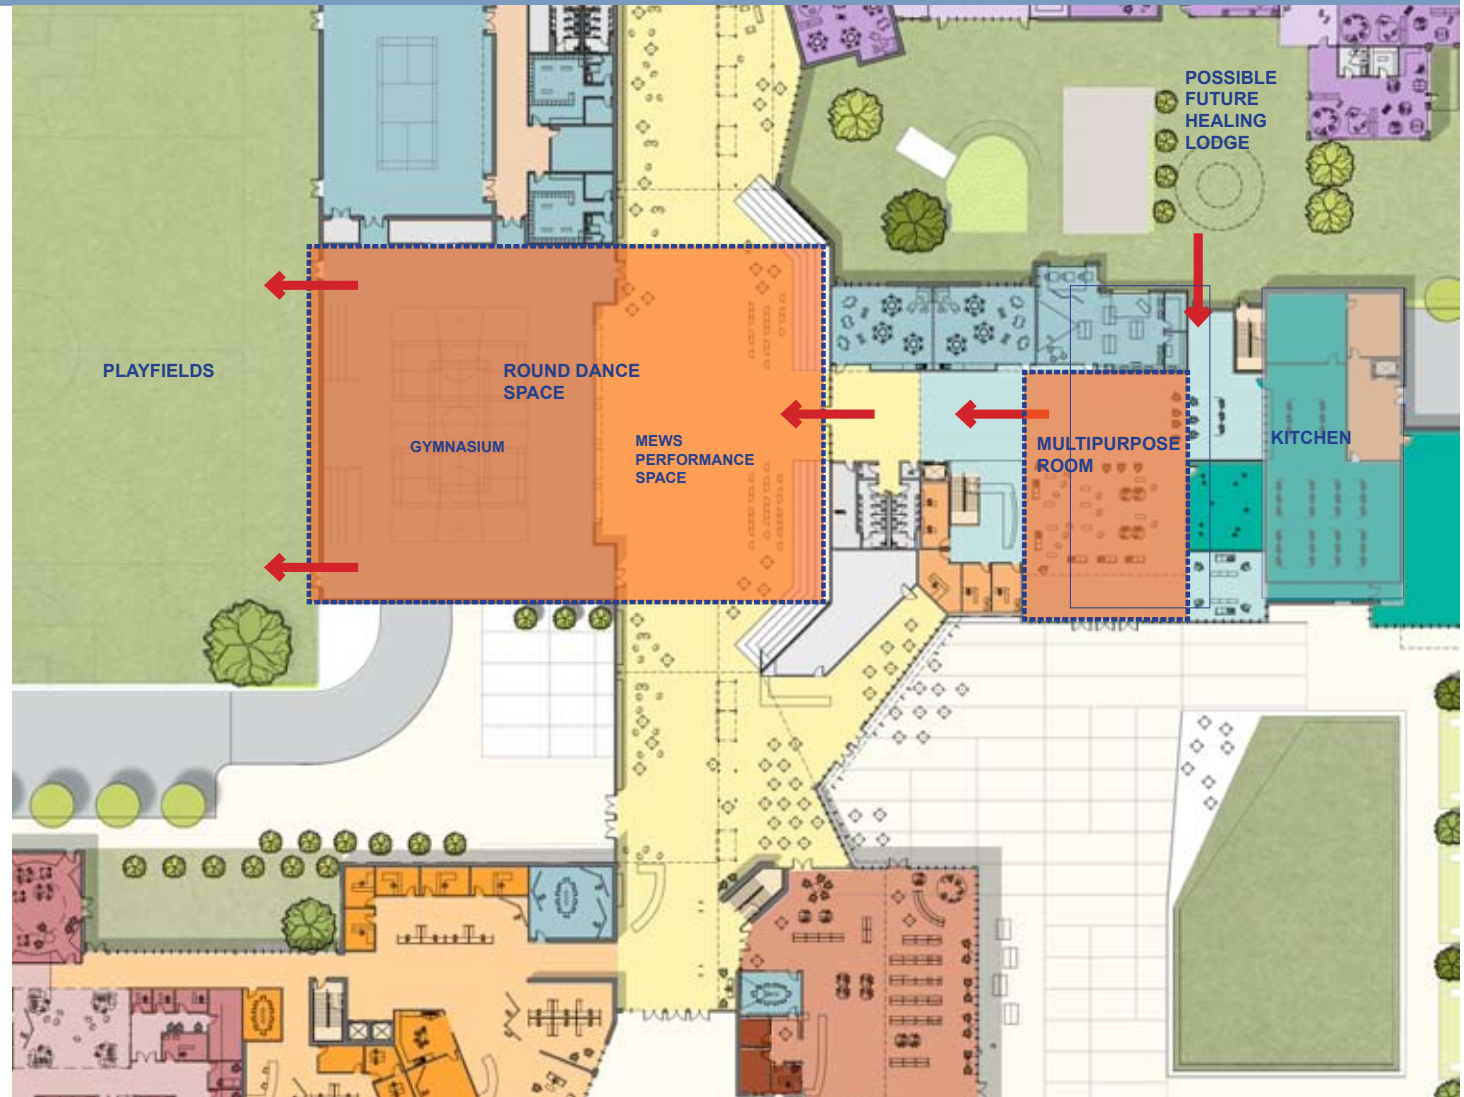 POSSIBLE
FUTURE
HEALING
LODGE
PLAYFIELDS
ROUND DANCE
SPACE
GYMNASIUM
MEWS
PERFORMANCE
SPACE
MULTIPURPOSE
ROOM
KITCHEN